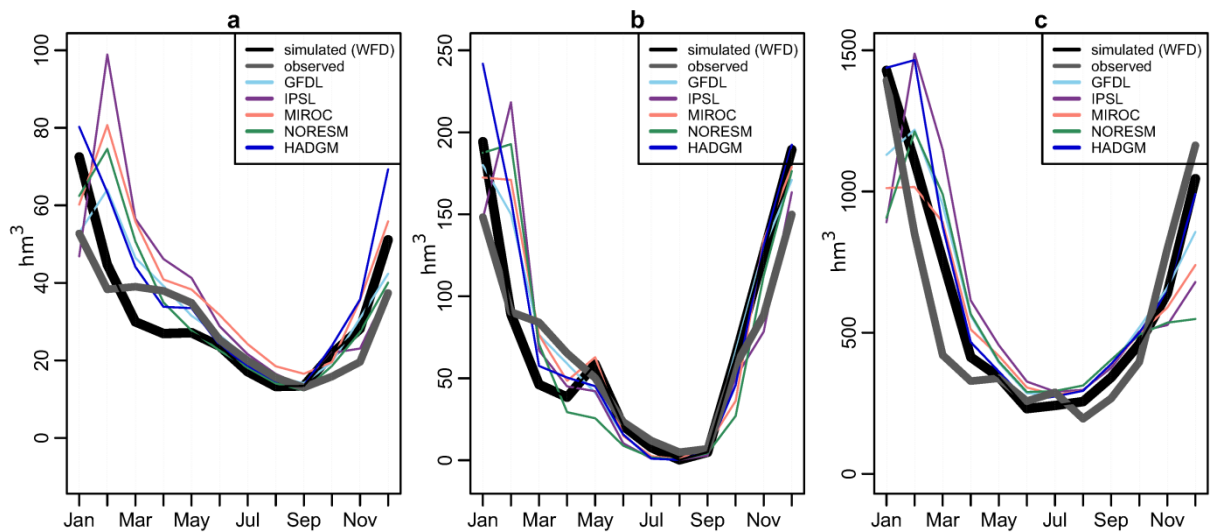 a
hm3
100
80
60
40
20
0
simulated (WFD)
observed
GFDL
IPSL
MIROC
NORESM
HADGM
Jan Mar May Jul Sep Nov
b
hm3
250
200
150
100
50
0
simulated (WFD)
observed
GFDL
IPSL
MIROC
NORESM
HADGM
Jan Mar May Jul Sep Nov
c
hm3
1500
1000
500
0
simulated (WFD)
observed
GFDL
IPSL
MIROC
NORESM
HADGM
Jan Mar May Jul Sep Nov